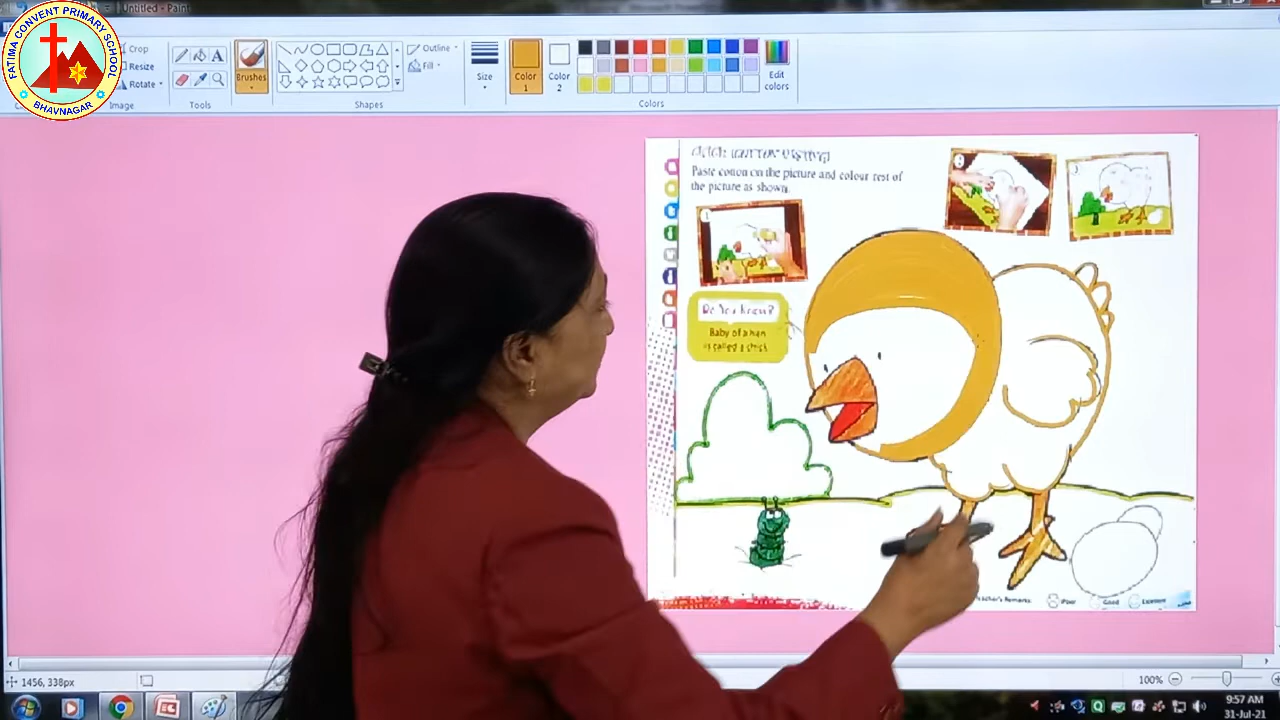 FATIMA CONVENT PRIMARY SCHOOL
BHAVNAGAR
Untitled - Paint
Crop
Resize
Rotate
Image
Tools
Brushes
Shapes
Outline
Fill
Size
Color 1
Color 2
Edit colors
Colors
Paste cotton on the picture and colour rest of
the picture as shown.
Do You Know?
Baby of a hen
is called a chick
Teacher's Remarks:
Poor
Good
Excellent
1456, 338px
100%
9:57 AM
31-Jul-21